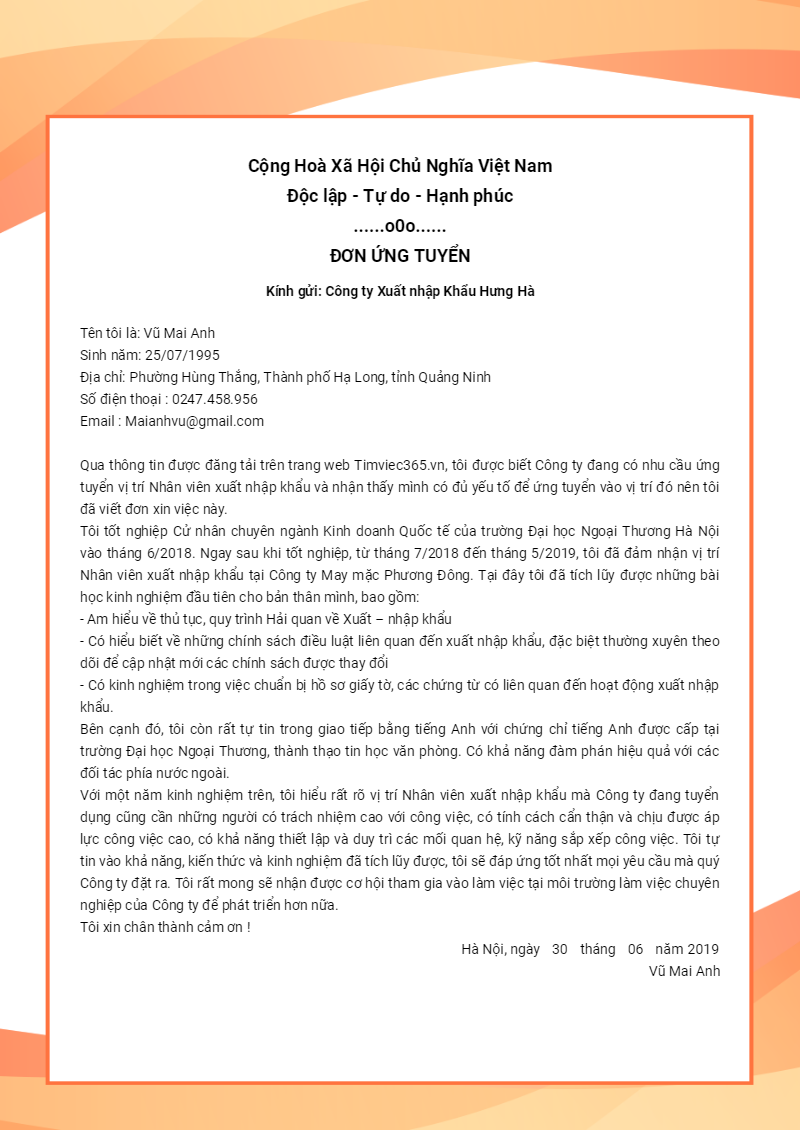 Cộng Hoà Xã Hội Chủ Nghĩa Việt Nam
Độc lập - Tự do - Hạnh phúc
......o0o......
ĐƠN ỨNG TUYỂN
Kính gửi: Công ty Xuất nhập Khẩu Hưng Hà
Tên tôi là: Vũ Mai Anh
Sinh năm: 25/07/1995
Địa chỉ: Phường Hùng Thắng, Thành phố Hạ Long, tỉnh Quảng Ninh
Số điện thoại : 0247.458.956
Email : Maianhvu@gmail.com
Qua thông tin được đăng tải trên trang web Timviec365.vn, tôi được biết Công ty đang có nhu cầu ứng
tuyển vị trí Nhân viên xuất nhập khẩu và nhận thấy mình có đủ yếu tố để ứng tuyển vào vị trí đó nên tôi
đã viết đơn xin việc này.
Tôi tốt nghiệp Cử nhân chuyên ngành Kinh doanh Quốc tế của trường Đại học Ngoại Thương Hà Nội
vào tháng 6/2018. Ngay sau khi tốt nghiệp, từ tháng 7/2018 đến tháng 5/2019, tôi đã đảm nhận vị trí
Nhân viên xuất nhập khẩu tại Công ty May mặc Phương Đông. Tại đây tôi đã tích lũy được những bài
học kinh nghiệm đầu tiên cho bản thân mình, bao gồm:
- Am hiểu về thủ tục, quy trình Hải quan về Xuất – nhập khẩu
- Có hiểu biết về những chính sách điều luật liên quan đến xuất nhập khẩu, đặc biệt thường xuyên theo
dõi để cập nhật mới các chính sách được thay đổi
- Có kinh nghiệm trong việc chuẩn bị hồ sơ giấy tờ, các chứng từ có liên quan đến hoạt động xuất nhập
khẩu.
Bên cạnh đó, tôi còn rất tự tin trong giao tiếp bằng tiếng Anh với chứng chỉ tiếng Anh được cấp tại
trường Đại học Ngoại Thương, thành thạo tin học văn phòng. Có khả năng đàm phán hiệu quả với các
đối tác phía nước ngoài.
Với một năm kinh nghiệm trên, tôi hiểu rất rõ vị trí Nhân viên xuất nhập khẩu mà Công ty đang tuyển
dụng cũng cần những người có trách nhiệm cao với công việc, có tính cách cẩn thận và chịu được áp
lực công việc cao, có khả năng thiết lập và duy trì các mối quan hệ, kỹ năng sắp xếp công việc. Tôi tự
tin vào khả năng, kiến thức và kinh nghiệm đã tích lũy được, tôi sẽ đáp ứng tốt nhất mọi yêu cầu mà quý
Công ty đặt ra. Tôi rất mong sẽ nhận được cơ hội tham gia vào làm việc tại môi trường làm việc chuyên
nghiệp của Công ty để phát triển hơn nữa.
Tôi xin chân thành cảm ơn !
Hà Nội, ngày 30 tháng 06 năm 2019
Vũ Mai Anh